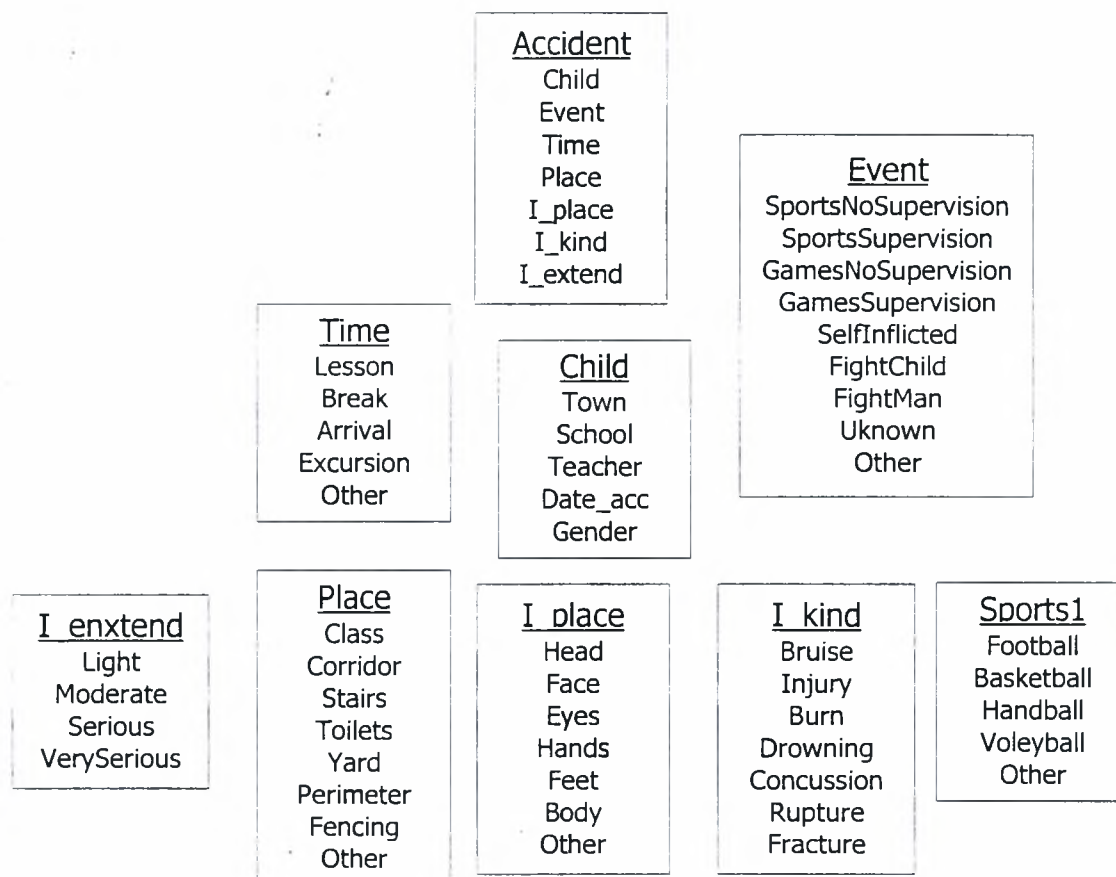 Accident
Child
Event
Time
Place
I_place
I_kind
I_extend
Event
SportsNoSupervision
SportsSupervision
GamesNoSupervision
GamesSupervision
SelfInflicted
FightChild
FightMan
Uknown
Other
Time
Lesson
Break
Arrival
Excursion
Other
Child
Town
School
Teacher
Date_acc
Gender
I_enxtend
Light
Moderate
Serious
VerySerious
Place
Class
Corridor
Stairs
Toilets
Yard
Perimeter
Fencing
Other
I_place
Head
Face
Eyes
Hands
Feet
Body
Other
I_kind
Bruise
Injury
Burn
Drowning
Concussion
Rupture
Fracture
Sports1
Football
Basketball
Handball
Voleyball
Other